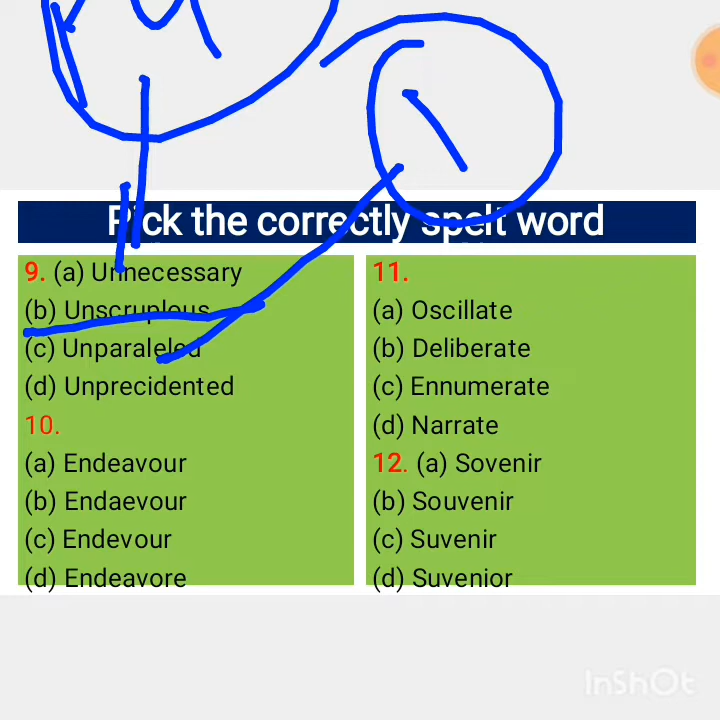 Pick the correctly spelt word
9. (a) Unnecessary
(b) Unscruplous
(c) Unparaleled
(d) Unprecidented
10.
(a) Endeavour
(b) Endaevour
(c) Endevour
(d) Endeavore
11.
(a) Oscillate
(b) Deliberate
(c) Ennumerate
(d) Narrate
12. (a) Sovenir
(b) Souvenir
(c) Suvenir
(d) Suvenior
InShOt